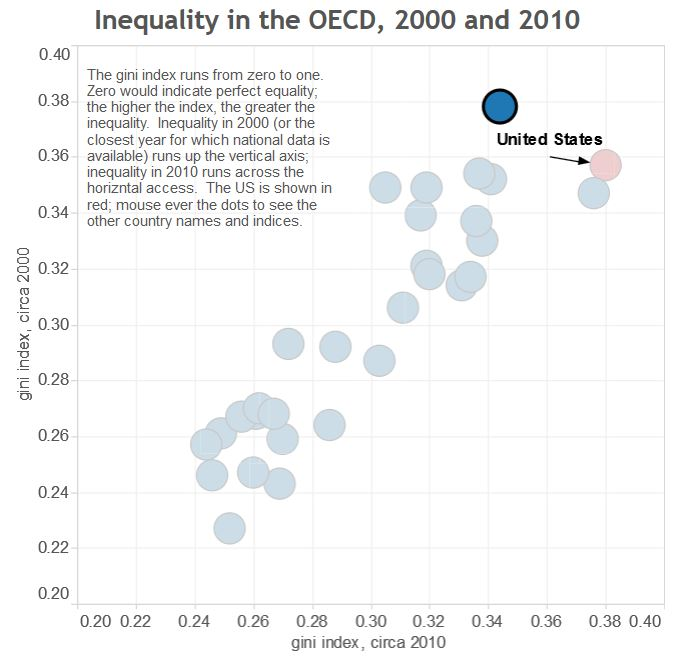 Inequality in the OECD, 2000 and 2010
0.40
The gini index runs from zero to one.
Zero would indicate perfect equality;
the higher the index, the greater the
inequality.  Inequality in 2000 (or the
closest year for which national data is
available) runs up the vertical axis;
inequality in 2010 runs across the
horizntal access.  The US is shown in
red; mouse ever the dots to see the
other country names and indices.
0.38
United States
0.36
0.34
0.32
0.30
0.28
0.26
0.24
0.22
0.20
gini index, circa 2000
0.20 0.22 0.24 0.26 0.28 0.30 0.32 0.34 0.36 0.38 0.40
gini index, circa 2010